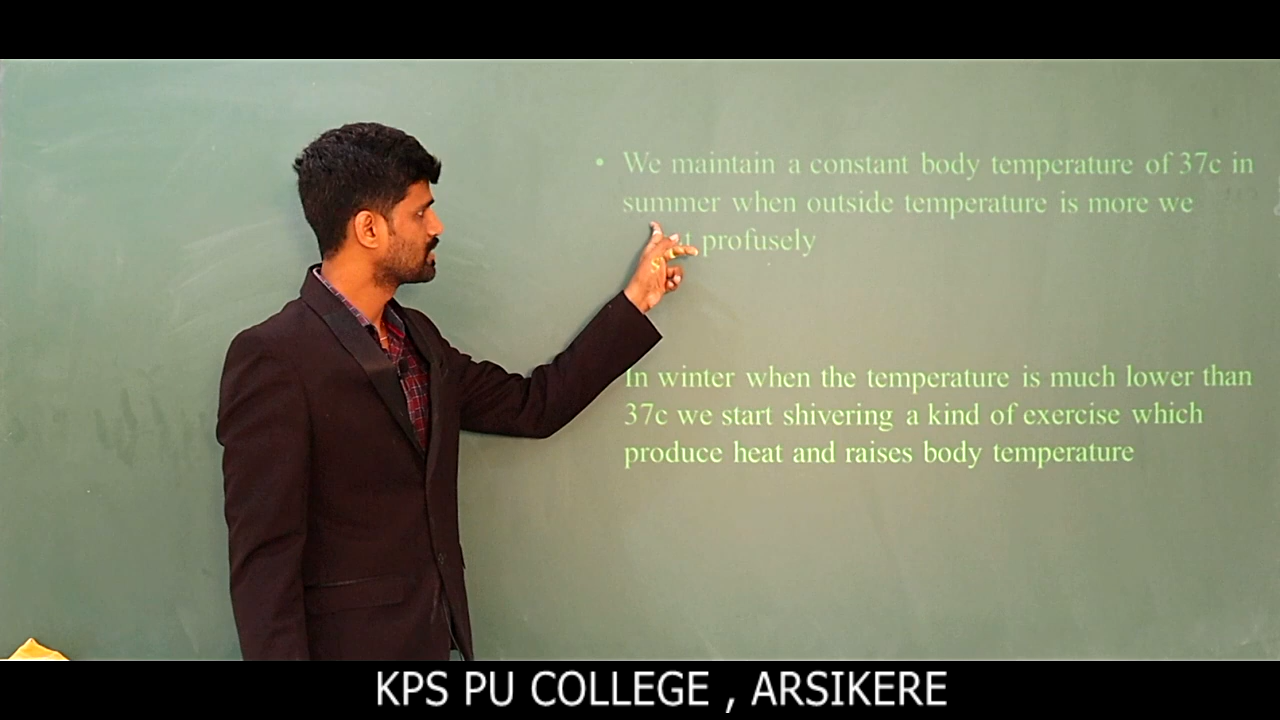 • We maintain a constant body temperature of 37c in
summer when outside temperature is more we
profusely
In winter when the temperature is much lower than
37c we start shivering a kind of exercise which
produce heat and raises body temperature
KPS PU COLLEGE , ARSIKERE